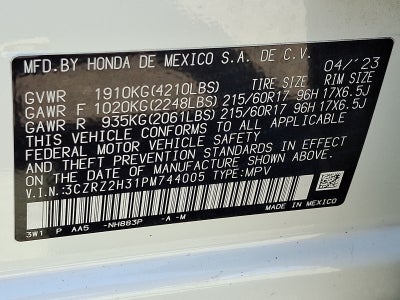 MFD.BY HONDA DE MEXICO S.A. DE C.V. 04/'23
GVWR 1910KG(4210LBS) TIRE SIZE RIM SIZE
GAWR F 1020KG(2248LBS) 215/60R17 96H 17X6.5J
GAWR R 935KG(2061LBS) 215/60R17 96H 17X6.5J
THIS VEHICLE CONFORMS TO ALL APPLICABLE
FEDERAL MOTOR VEHICLE SAFETY STANDARDS IN EFFECT
ON THE DATE OF MANUFACTURE SHOWN ABOVE.
V.I.N.:3CZRZ2H31PM744005 TYPE:MPV
3W1 P AA5 -NH883P -A -M
MADE IN MEXICO